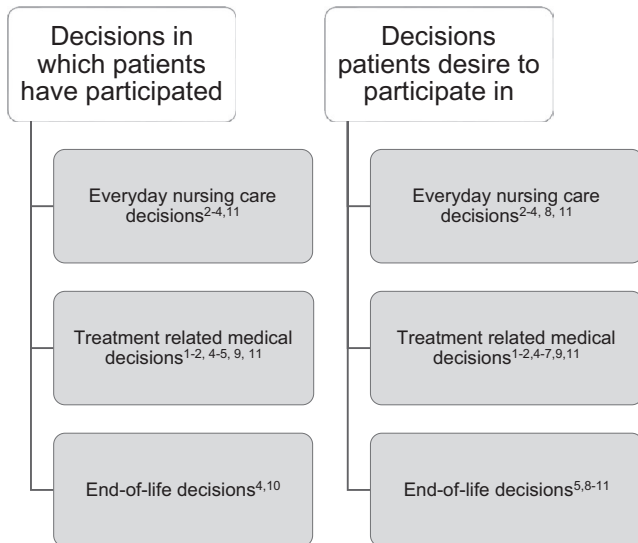 Decisions in
which patients
have participated
Everyday nursing care
decisions2-4,11
Treatment related medical
decisions1-2, 4-5, 9, 11
End-of-life decisions4,10
Decisions
patients desire to
participate in
Everyday nursing care
decisions2-4, 8, 11
Treatment related medical
decisions1-2,4-7,9,11
End-of-life decisions5,8-11